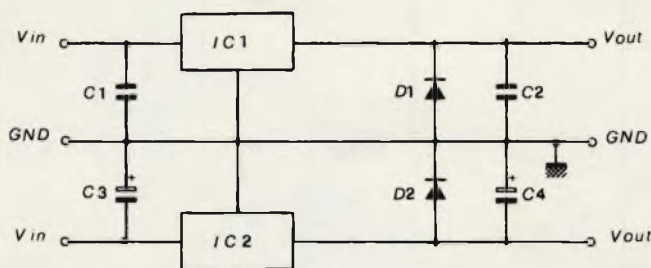 Vin IC1 Vout
C1 D1 C2
GND GND
+ +
C3 D2 C4
Vin IC2 Vout